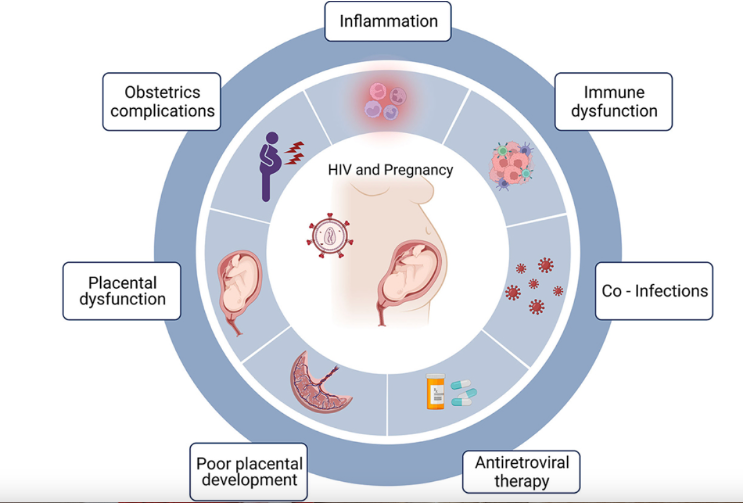 Inflammation
Obstetrics
complications
Immune
dysfunction
HIV and Pregnancy
Placental
dysfunction
Co - Infections
Poor placental
development
Antiretroviral
therapy